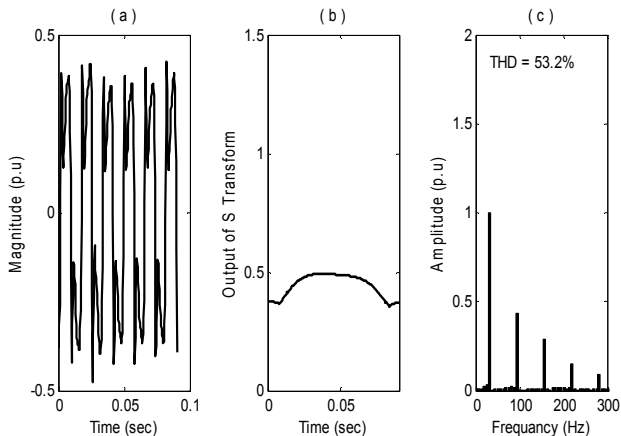 ( a )
0.5
0
-0.5
0
0.05
0.1
Magnitude (p.u)
Time (sec)
( b )
1.5
1
0.5
0
0
0.05
Output of S Transform
Time (sec)
( c )
THD = 53.2%
2
1.5
1
0.5
0
0
100
200
300
Amplitude (p.u)
Frequancy (Hz)